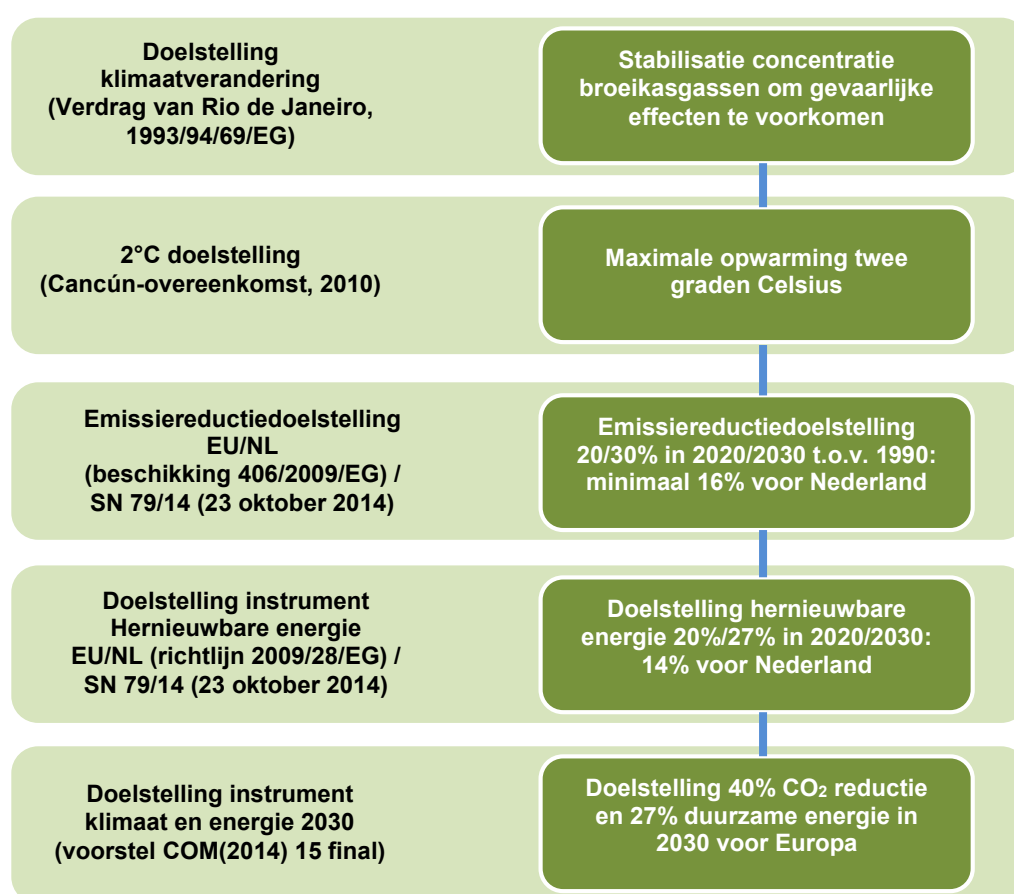 Doelstelling
klimaatverandering
(Verdrag van Rio de Janeiro,
1993/94/69/EG)
Stabilisatie concentratie
broeikasgassen om gevaarlijke
effecten te voorkomen
2°C doelstelling
(Cancún-overeenkomst, 2010)
Maximale opwarming twee
graden Celsius
Emissiereductiedoelstelling
EU/NL
(beschikking 406/2009/EG) /
SN 79/14 (23 oktober 2014)
Emissiereductiedoelstelling
20/30% in 2020/2030 t.o.v. 1990:
minimaal 16% voor Nederland
Doelstelling instrument
Hernieuwbare energie
EU/NL (richtlijn 2009/28/EG) /
SN 79/14 (23 oktober 2014)
Doelstelling hernieuwbare
energie 20%/27% in 2020/2030:
14% voor Nederland
Doelstelling instrument
klimaat en energie 2030
(voorstel COM(2014) 15 final)
Doelstelling 40% CO₂ reductie
en 27% duurzame energie in
2030 voor Europa